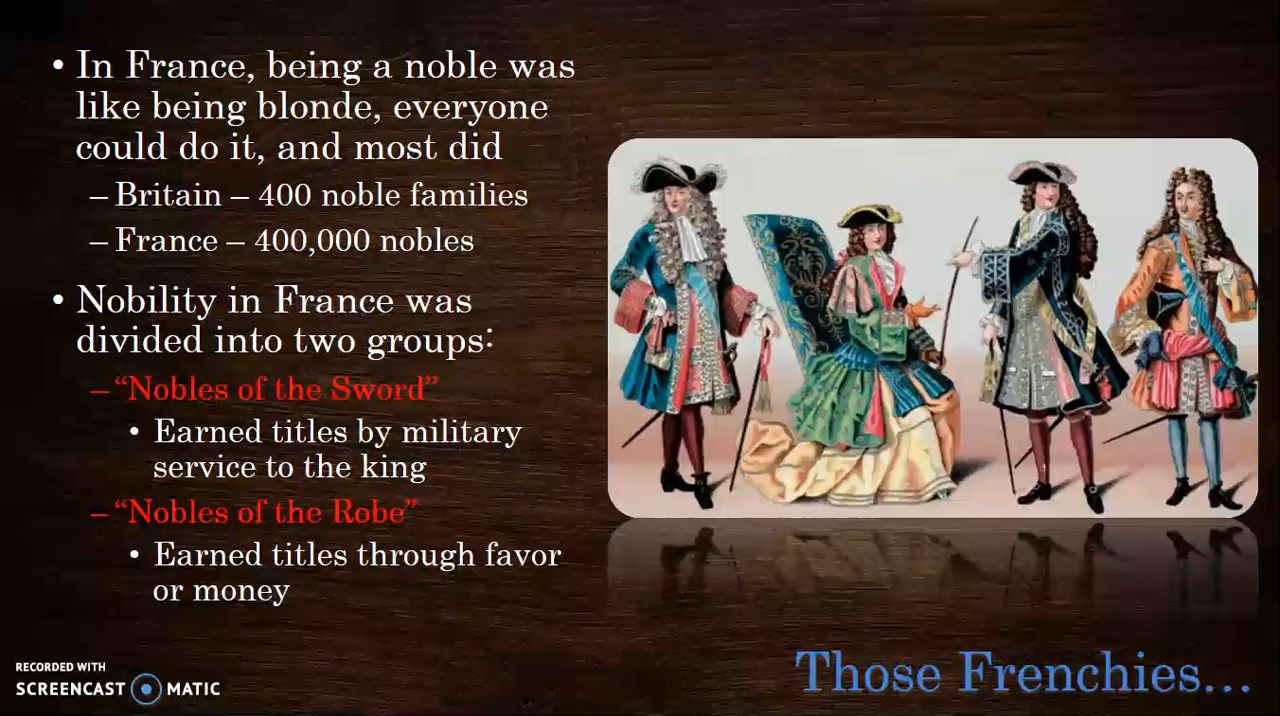 • In France, being a noble was
like being blonde, everyone
could do it, and most did
– Britain – 400 noble families
– France – 400,000 nobles
• Nobility in France was
divided into two groups:
– “Nobles of the Sword”
• Earned titles by military
service to the king
– “Nobles of the Robe”
• Earned titles through favor
or money
Those Frenchies…
RECORDED WITH
SCREENCAST MATIC